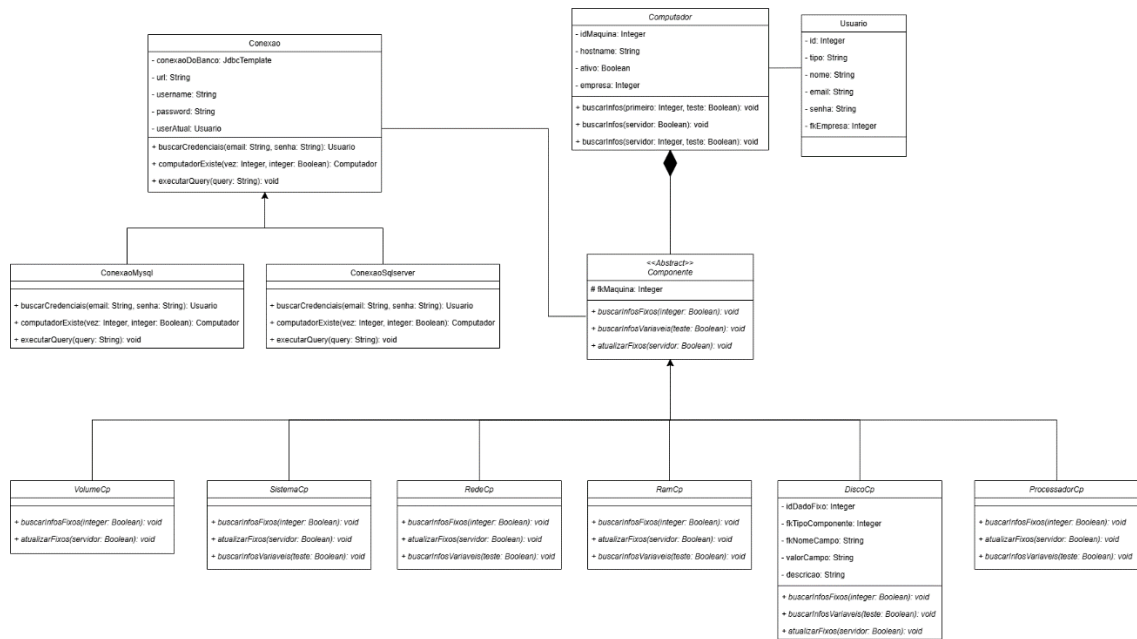 Conexao
- conexaoDoBanco: JdbcTemplate
- url: String
- username: String
- password: String
- userAtual: Usuario
+ buscarCredenciais(email: String, senha: String): Usuario
+ computadorExiste(vez: Integer, integer: Boolean): Computador
+ executarQuery(query: String): void
Computador
- idMaquina: Integer
- hostname: String
- ativo: Boolean
- empresa: Integer
+ buscarInfos(primeiro: Integer, teste: Boolean): void
+ buscarInfos(servidor: Boolean): void
+ buscarInfos(servidor: Integer, teste: Boolean): void
Usuario
- id: Integer
- tipo: String
- nome: String
- email: String
- senha: String
- fkEmpresa: Integer
ConexaoMysql
+ buscarCredenciais(email: String, senha: String): Usuario
+ computadorExiste(vez: Integer, integer: Boolean): Computador
+ executarQuery(query: String): void
ConexaoSqlserver
+ buscarCredenciais(email: String, senha: String): Usuario
+ computadorExiste(vez: Integer, integer: Boolean): Computador
+ executarQuery(query: String): void
<<Abstract>>
Componente
# fkMaquina: Integer
+ buscarInfosFixos(integer: Boolean): void
+ buscarInfosVariaveis(teste: Boolean): void
+ atualizarFixos(servidor: Boolean): void
VolumeCp
+ buscarInfosFixos(integer: Boolean): void
+ atualizarFixos(servidor: Boolean): void
SistemaCp
+ buscarInfosFixos(integer: Boolean): void
+ atualizarFixos(servidor: Boolean): void
+ buscarInfosVariaveis(teste: Boolean): void
RedeCp
+ buscarInfosFixos(integer: Boolean): void
+ atualizarFixos(servidor: Boolean): void
+ buscarInfosVariaveis(teste: Boolean): void
RamCp
+ buscarInfosFixos(integer: Boolean): void
+ atualizarFixos(servidor: Boolean): void
+ buscarInfosVariaveis(teste: Boolean): void
DiscoCp
- idDadoFixo: Integer
- fkTipoComponente: Integer
- fkNomeCampo: String
- valorCampo: String
- descricao: String
+ buscarInfosFixos(integer: Boolean): void
+ buscarInfosVariaveis(teste: Boolean): void
+ atualizarFixos(servidor: Boolean): void
ProcessadorCp
+ buscarInfosFixos(integer: Boolean): void
+ atualizarFixos(servidor: Boolean): void
+ buscarInfosVariaveis(teste: Boolean): void